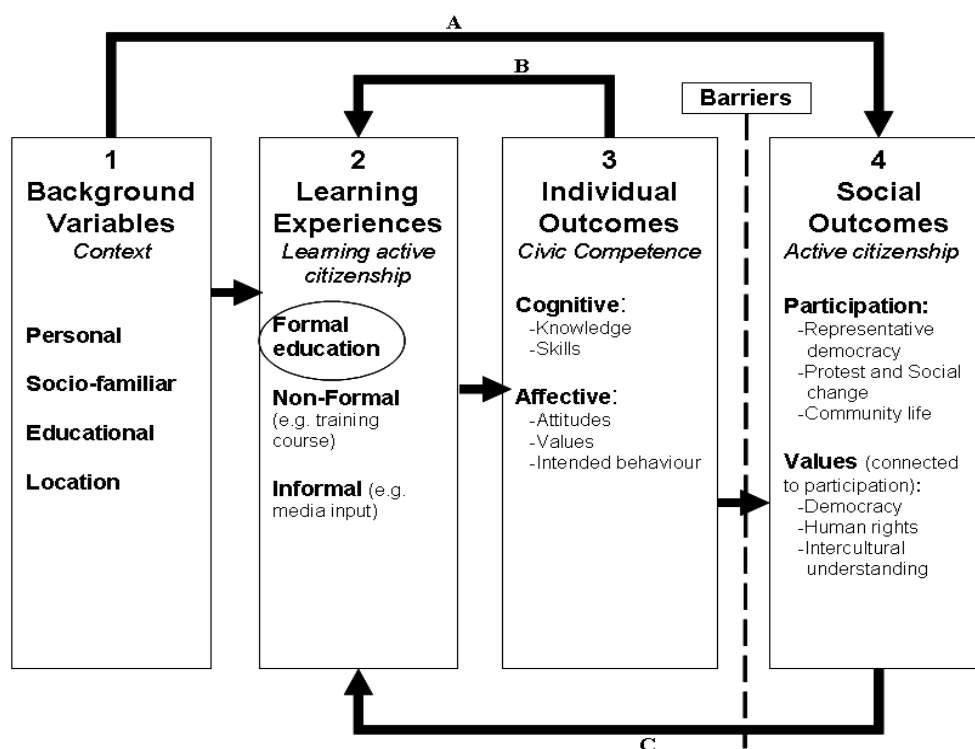 A
B
Barriers
1
Background
Variables
Context
Personal
Socio-familiar
Educational
Location
2
Learning
Experiences
Learning active
citizenship
Formal
education
Non-Formal
(e.g. training
course)
Informal (e.g.
media input)
3
Individual
Outcomes
Civic Competence
Cognitive:
-Knowledge
-Skills
Affective:
-Attitudes
-Values
-Intended behaviour
4
Social
Outcomes
Active citizenship
Participation:
-Representative
democracy
-Protest and Social
change
-Community life
Values (connected
to participation):
-Democracy
-Human rights
-Intercultural
understanding
C